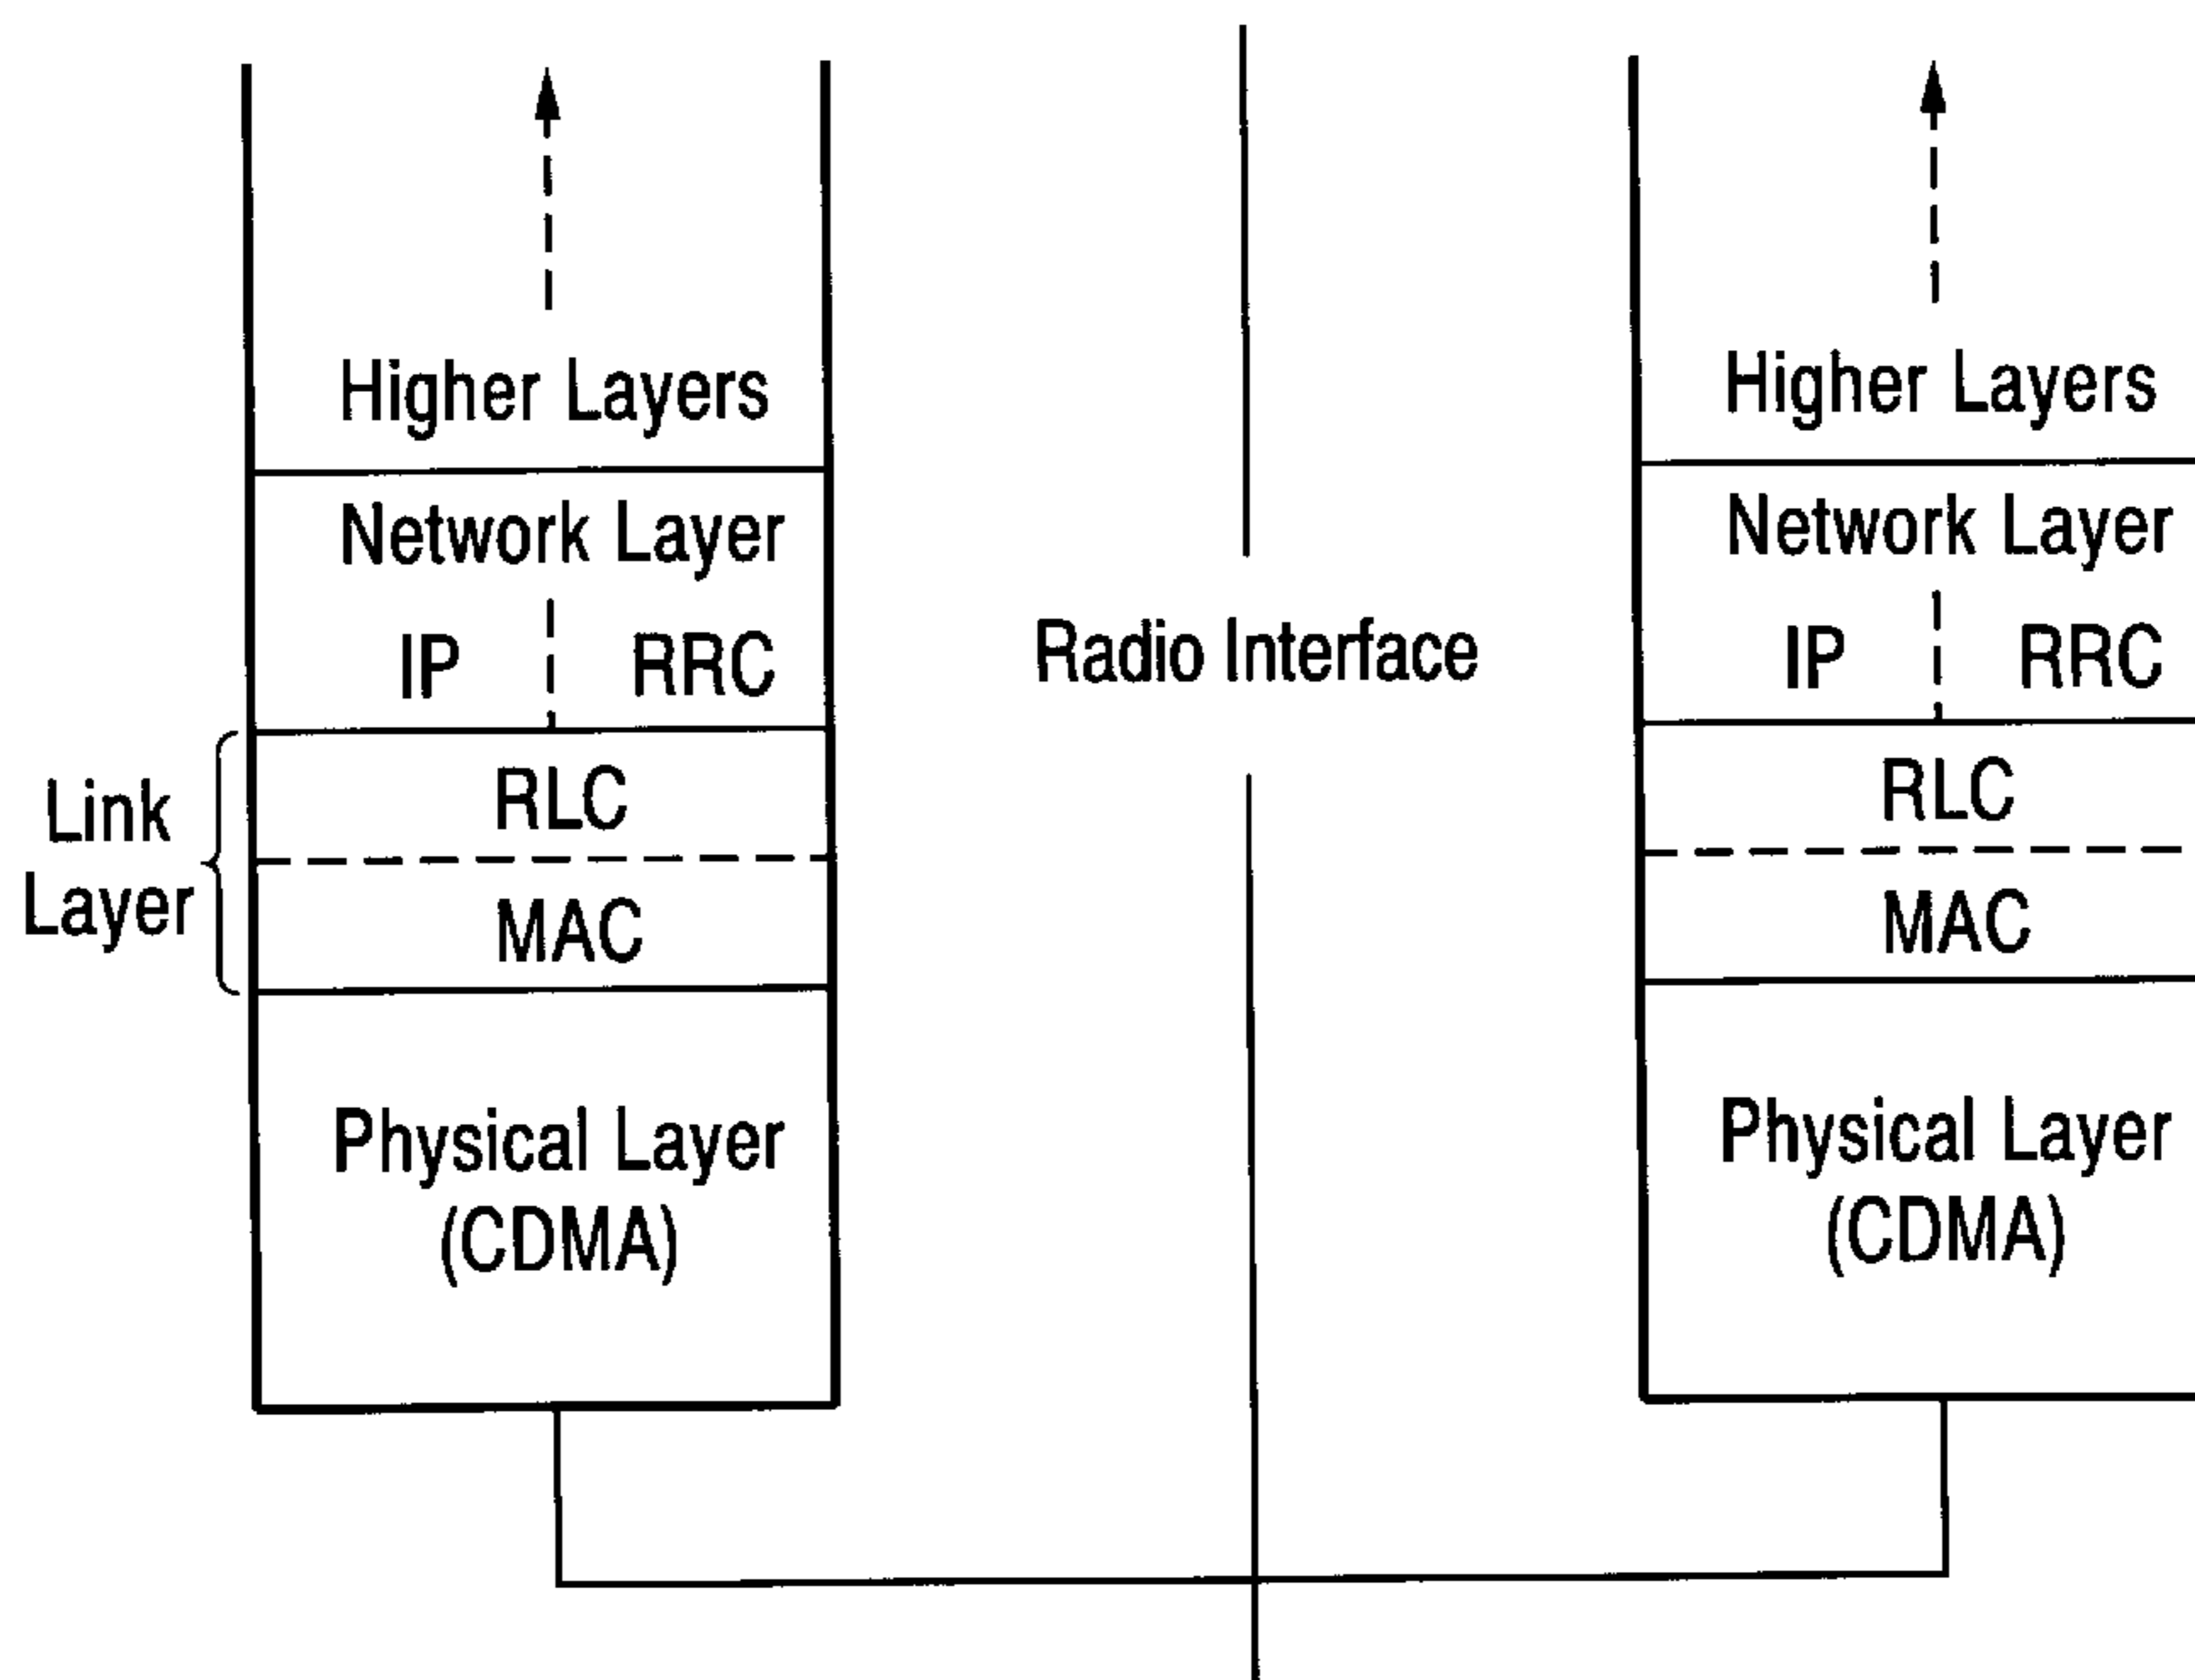 Higher Layers
Network Layer
IP RRC
Link
Layer
RLC
MAC
Physical Layer
(CDMA)
Radio Interface
Higher Layers
Network Layer
IP RRC
RLC
MAC
Physical Layer
(CDMA)